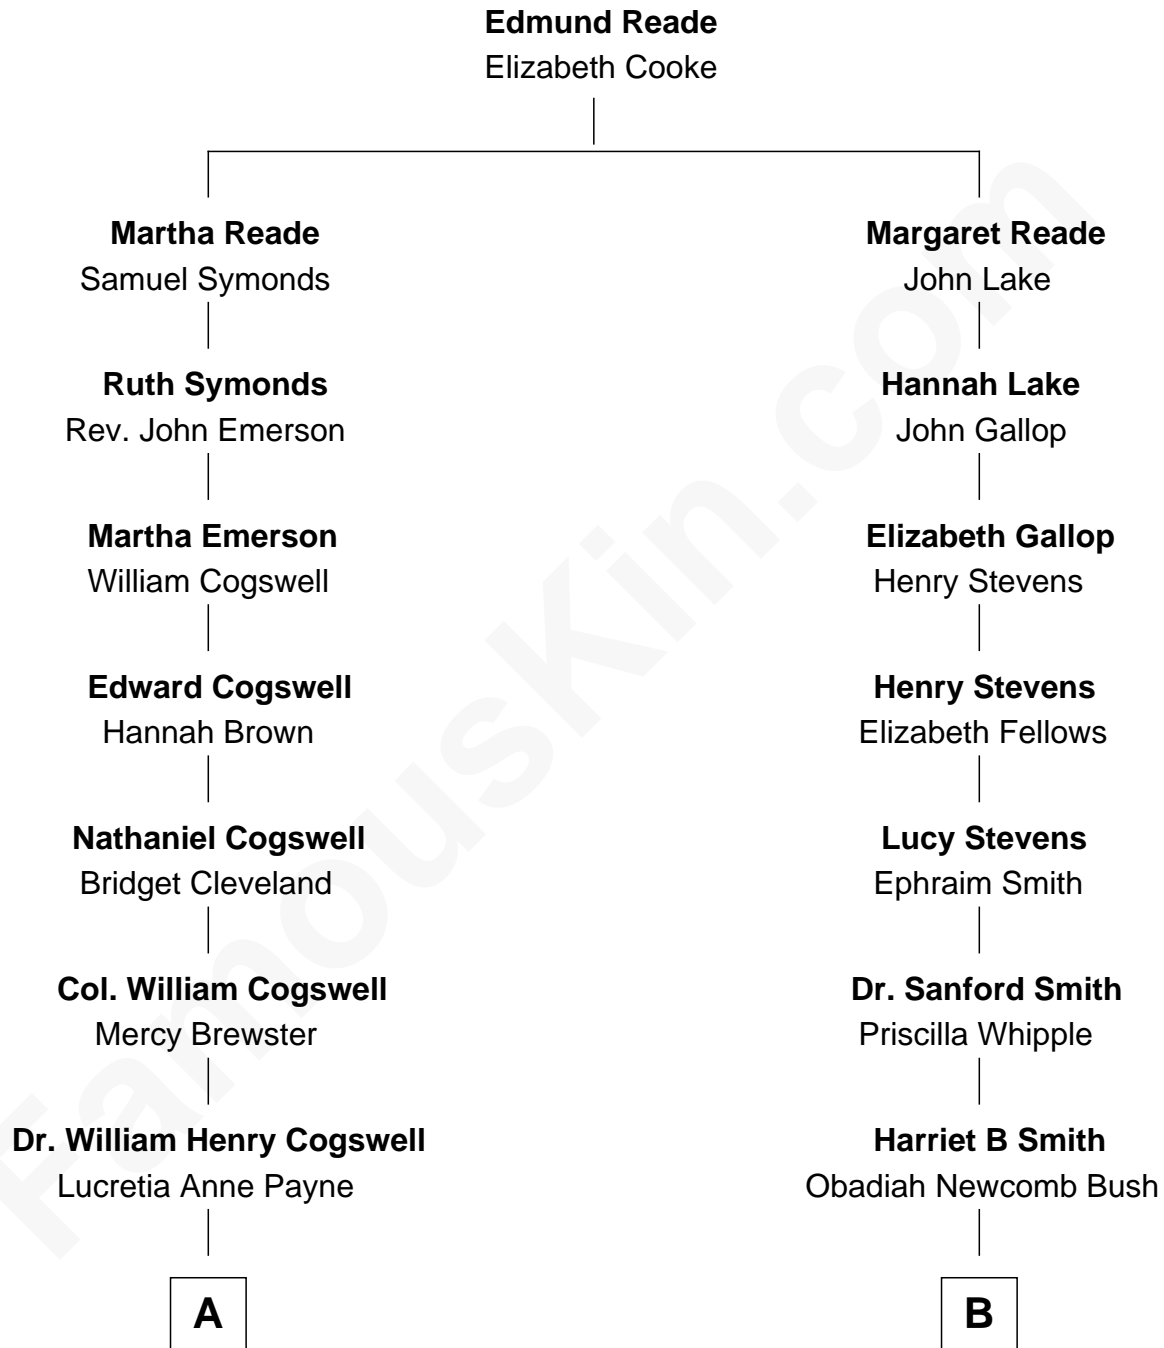 Edmund Reade
Elizabeth Cooke
Martha Reade
Samuel Symonds
Margaret Reade
John Lake
Ruth Symonds
Rev. John Emerson
Hannah Lake
John Gallop
Martha Emerson
William Cogswell
Elizabeth Gallop
Henry Stevens
Edward Cogswell
Hannah Brown
Henry Stevens
Elizabeth Fellows
Nathaniel Cogswell
Bridget Cleveland
Lucy Stevens
Ephraim Smith
Col. William Cogswell
Mercy Brewster
Dr. Sanford Smith
Priscilla Whipple
Dr. William Henry Cogswell
Lucretia Anne Payne
Harriet B Smith
Obadiah Newcomb Bush
A
B
FamousKin.com